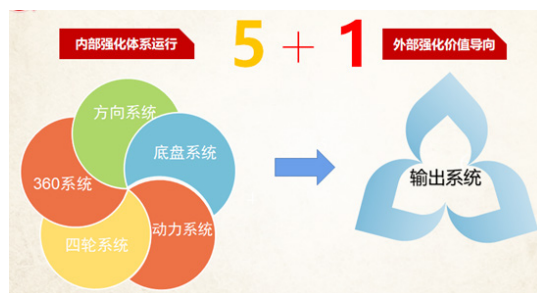 内部强化体系运行
5+1
外部强化价值导向
方向系统
底盘系统
360系统
动力系统
四轮系统
输出系统